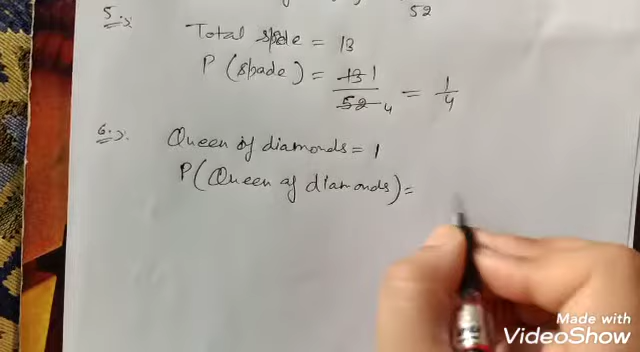 52
5.
Total spade = 13
P (spade) = 13 1 / 52 4 = 1/4
6.
Queen of diamonds = 1
P(Queen of diamonds) =
Made with
VideoShow